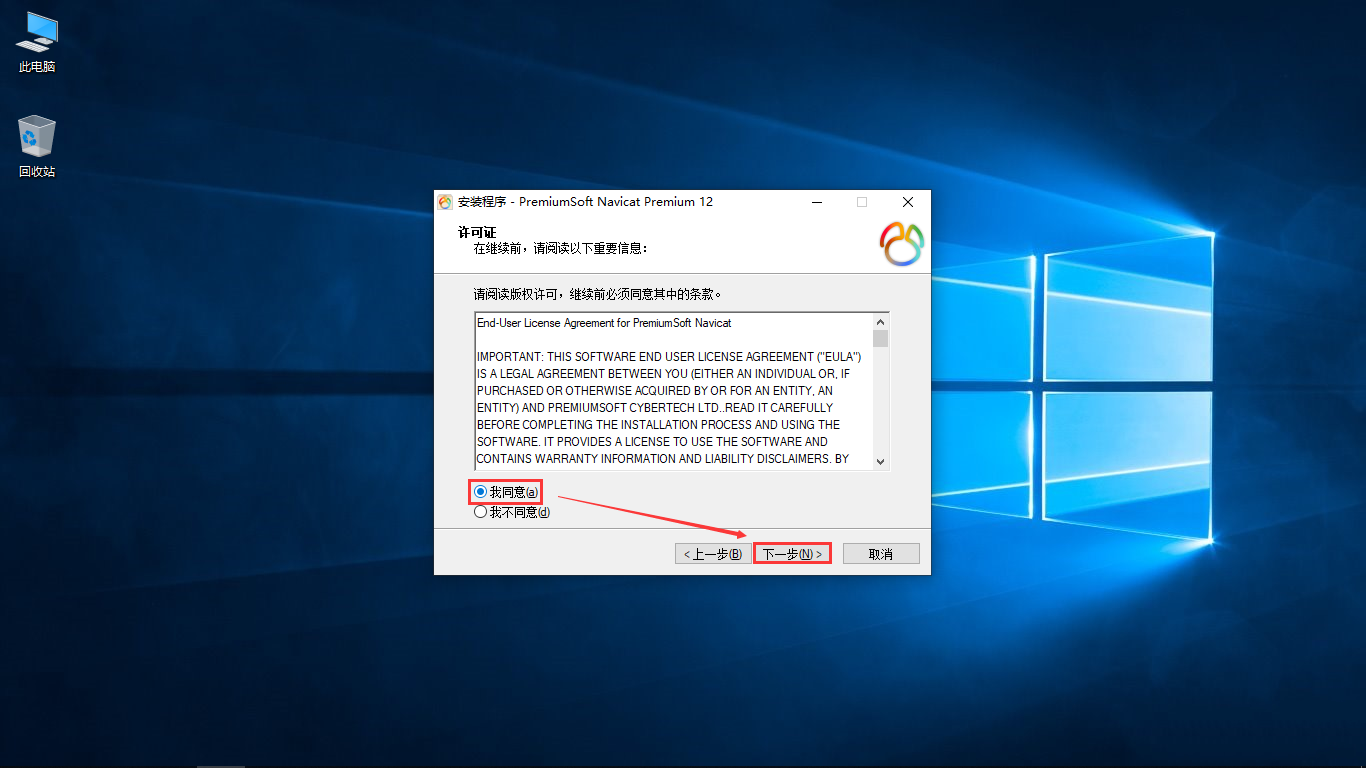 此电脑
回收站
安装程序 - PremiumSoft Navicat Premium 12
许可证
在继续前，请阅读以下重要信息：
请阅读版权许可，继续前必须同意其中的条款。
End-User License Agreement for PremiumSoft Navicat
IMPORTANT: THIS SOFTWARE END USER LICENSE AGREEMENT ("EULA")
IS A LEGAL AGREEMENT BETWEEN YOU (EITHER AN INDIVIDUAL OR, IF
PURCHASED OR OTHERWISE ACQUIRED BY OR FOR AN ENTITY, AN
ENTITY) AND PREMIUMSOFT CYBERTECH LTD..READ IT CAREFULLY
BEFORE COMPLETING THE INSTALLATION PROCESS AND USING THE
SOFTWARE. IT PROVIDES A LICENSE TO USE THE SOFTWARE AND
CONTAINS WARRANTY INFORMATION AND LIABILITY DISCLAIMERS. BY
我同意(a)
我不同意(d)
< 上一步(B) 下一步(N) > 取消